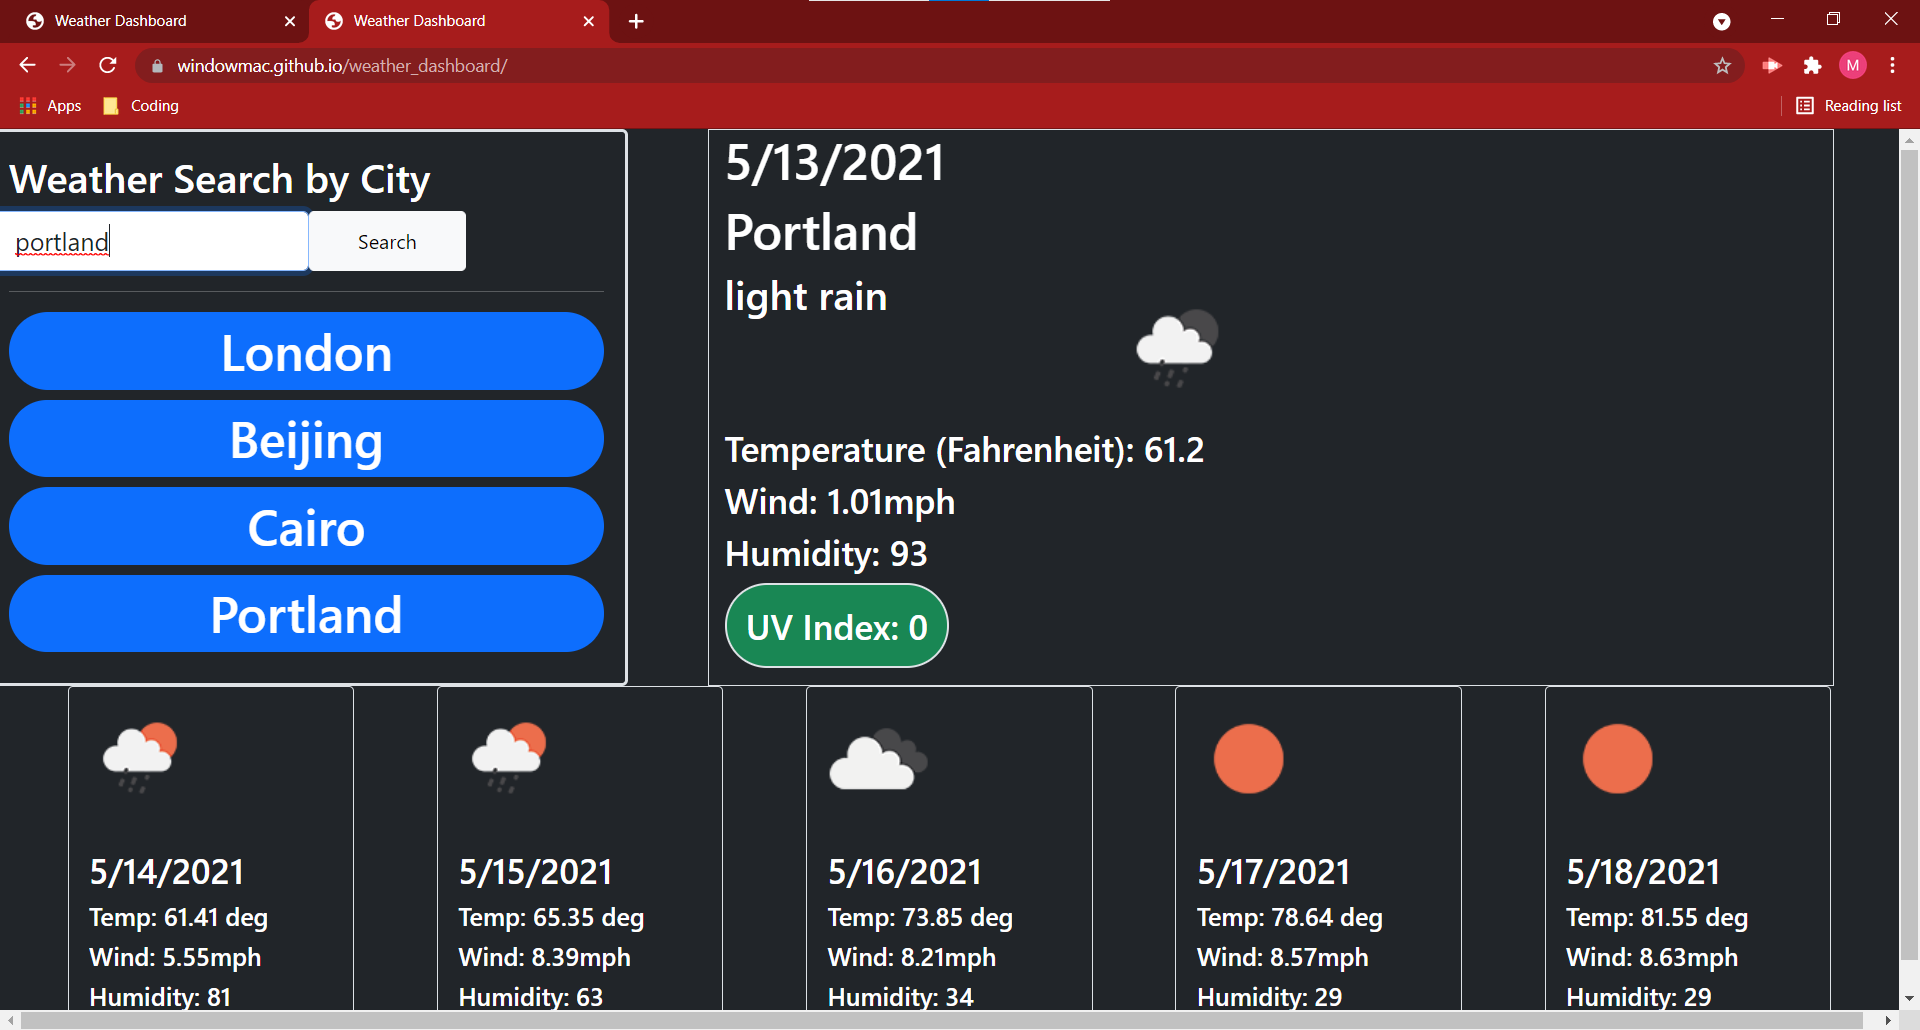 Weather Dashboard
Weather Dashboard
windowmac.github.io/weather_dashboard/
M
Apps
Coding
Reading list
Weather Search by City
portland
Search
London
Beijing
Cairo
Portland
5/13/2021
Portland
light rain
Temperature (Fahrenheit): 61.2
Wind: 1.01mph
Humidity: 93
UV Index: 0
5/14/2021
Temp: 61.41 deg
Wind: 5.55mph
Humidity: 81
5/15/2021
Temp: 65.35 deg
Wind: 8.39mph
Humidity: 63
5/16/2021
Temp: 73.85 deg
Wind: 8.21mph
Humidity: 34
5/17/2021
Temp: 78.64 deg
Wind: 8.57mph
Humidity: 29
5/18/2021
Temp: 81.55 deg
Wind: 8.63mph
Humidity: 29